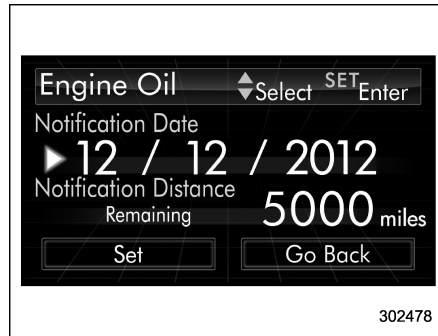 Engine Oil Select SET Enter
Notification Date
12 / 12 / 2012
Notification Distance
Remaining 5000 miles
Set Go Back
302478